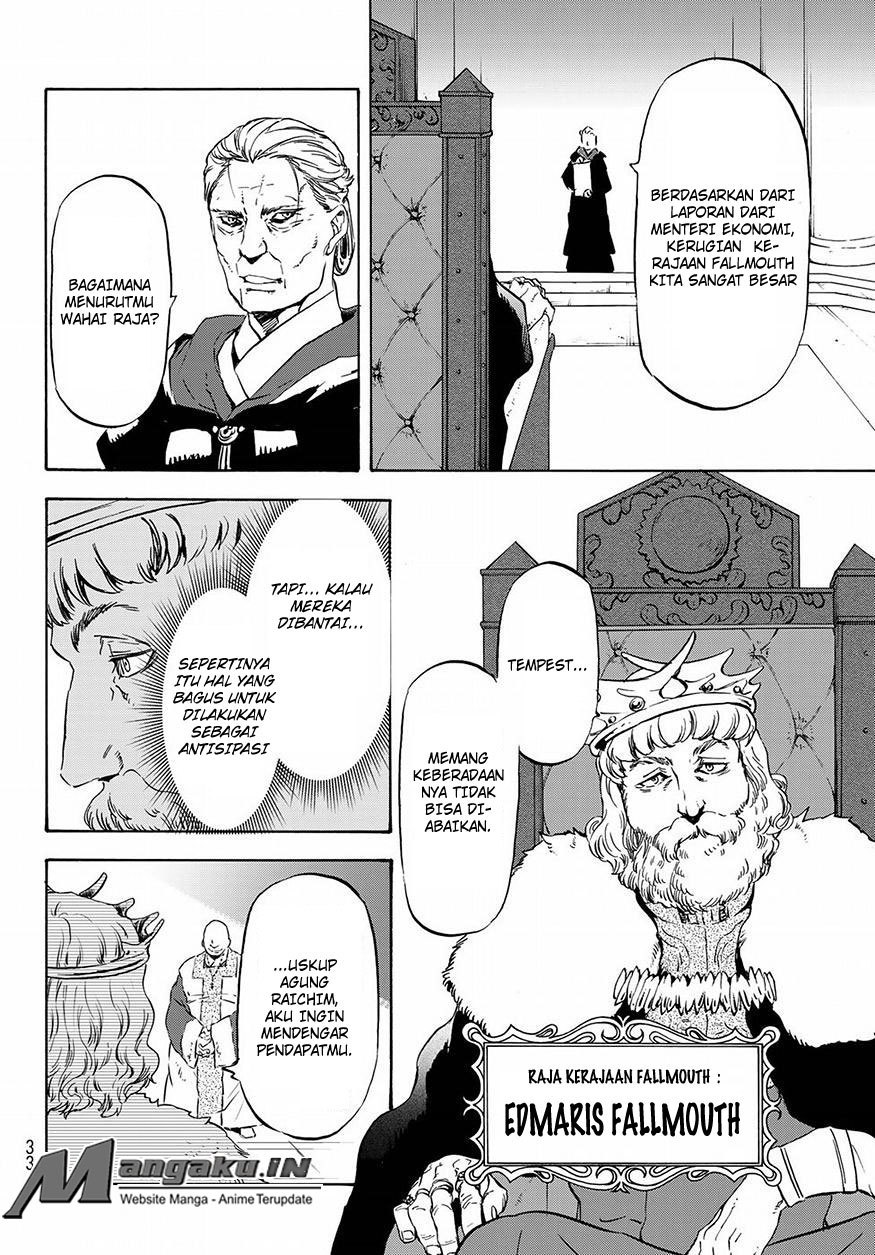 BERDASARKAN DARI
LAPORAN DARI
MENTERI EKONOMI,
KERUGIAN KE-
RAJAAN FALLMOUTH
KITA SANGAT BESAR
BAGAIMANA
MENURUTMU
WAHAI RAJA?
TEMPEST...
MEMANG
KEBERADAAN
NYA TIDAK
BISA DI-
ABAIKAN.
RAJA KERAJAAN FALLMOUTH :
EDMARIS FALLMOUTH
TAPI... KALAU
MEREKA
DIBANTAI...
SEPERTINYA
ITU HAL YANG
BAGUS UNTUK
DILAKUKAN
SEBAGAI
ANTISIPASI
...USKUP
AGUNG
RAICHIM,
AKU INGIN
MENDENGAR
PENDAPATMU.
33
Mangaku.IN
Website Manga - Anime Terupdate